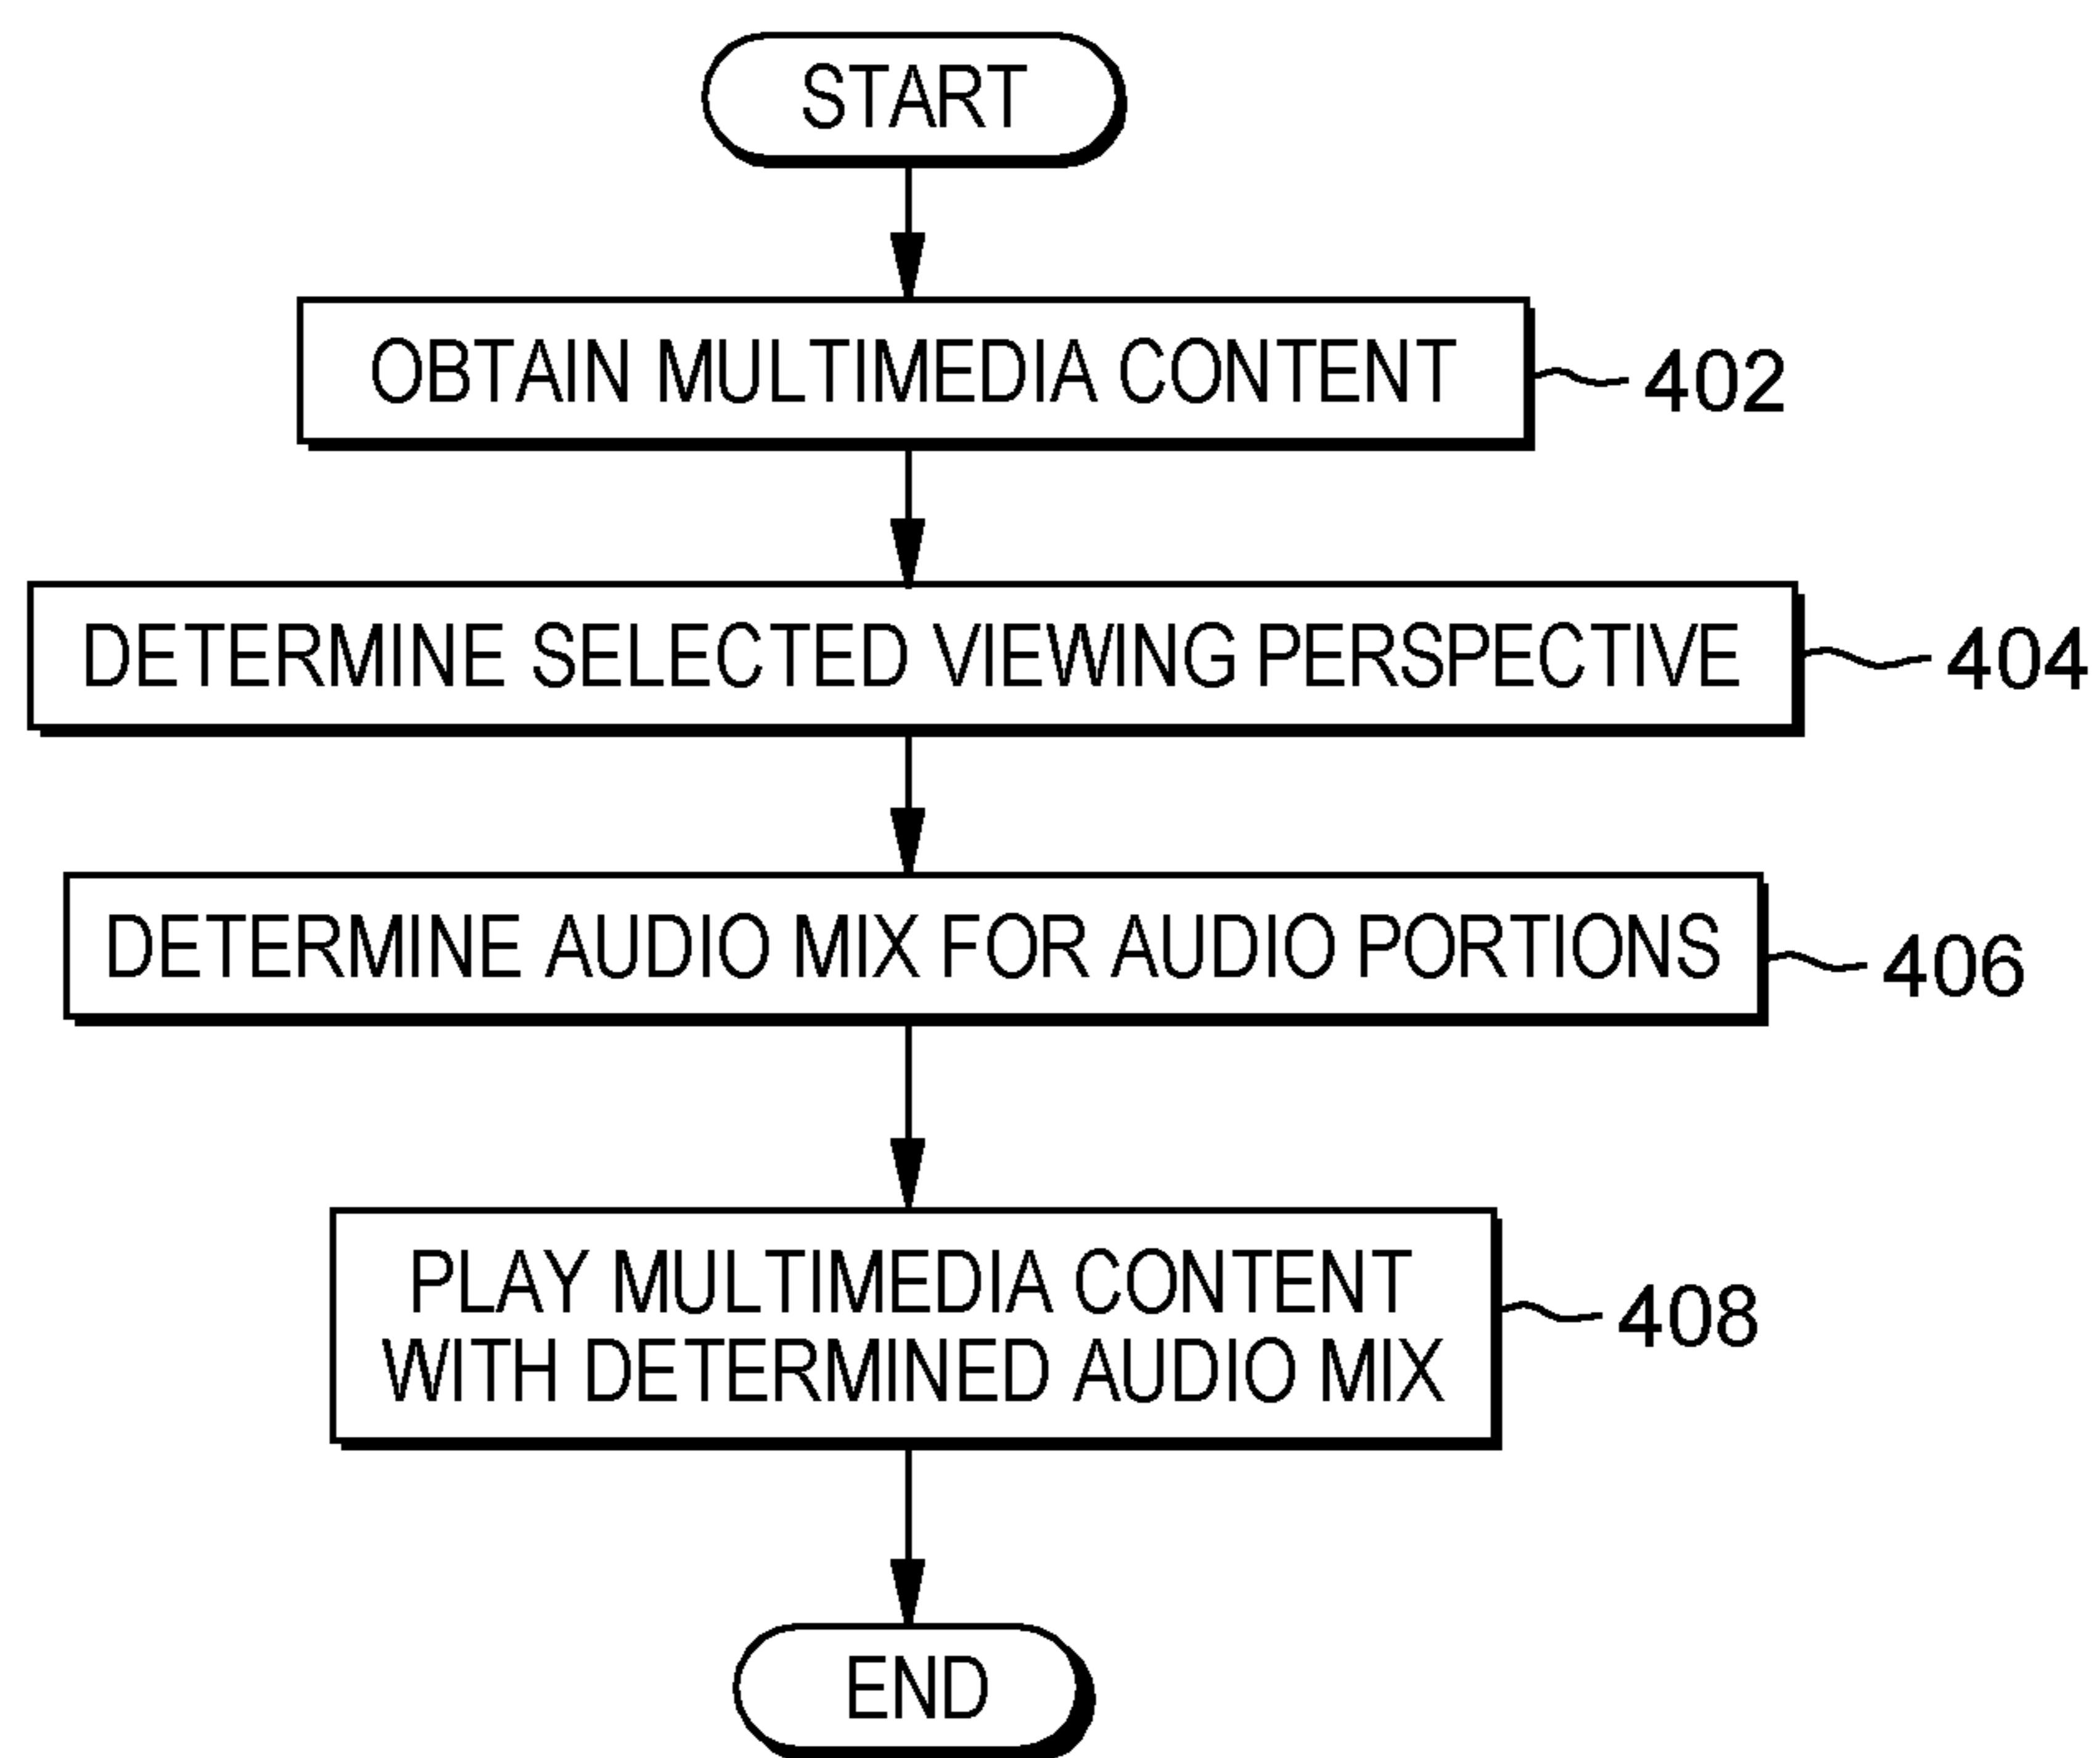 START
OBTAIN MULTIMEDIA CONTENT
402
DETERMINE SELECTED VIEWING PERSPECTIVE
404
DETERMINE AUDIO MIX FOR AUDIO PORTIONS
406
PLAY MULTIMEDIA CONTENT
WITH DETERMINED AUDIO MIX
408
END